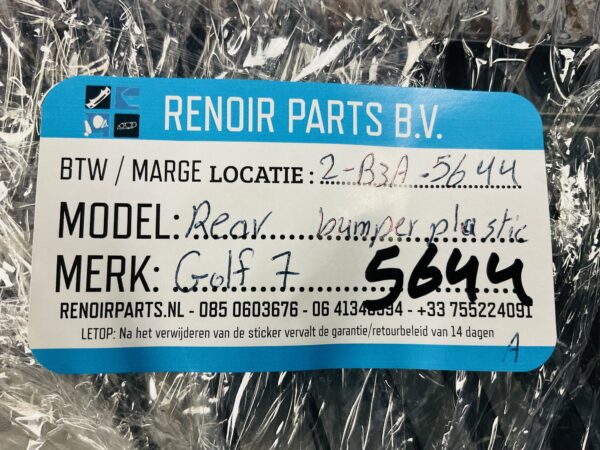 RENOIR PARTS B.V.
BTW / MARGE LOCATIE: 2-B3A-5644
MODEL: Rear bumper plastic
MERK: Golf 7 5644
RENOIRPARTS.NL - 085 0603676 - 06 - +33 755224091
LETOP: Na het verwijderen van de sticker vervalt de garantie/retourbeleid van 14 dagen
A